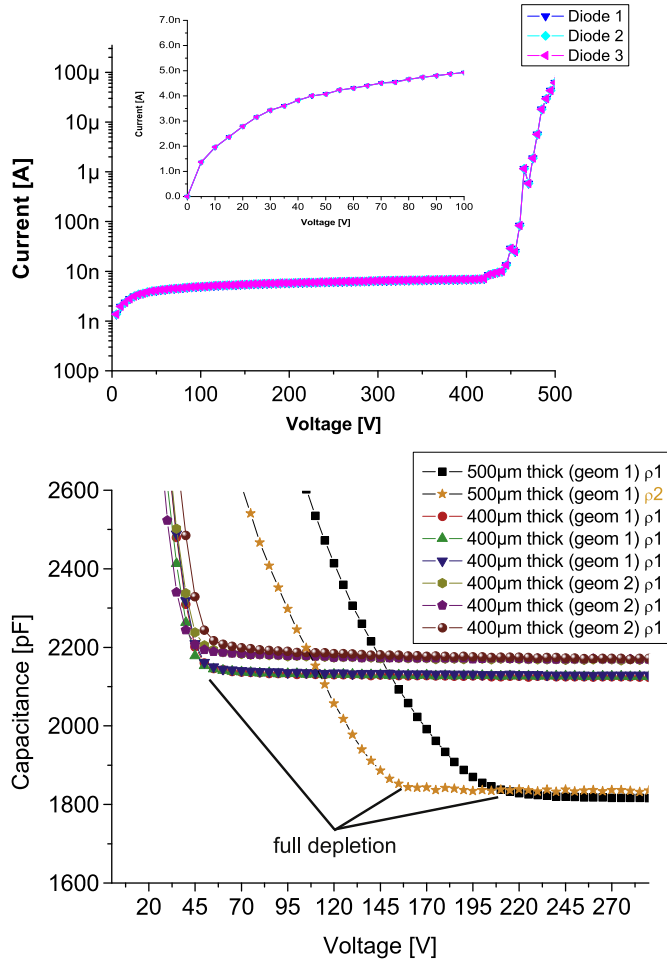 Diode 1
Diode 2
Diode 3
100µ
10µ
1µ
100n
10n
1n
100p
Current [A]
0 100 200 300 400 500
Voltage [V]
7.0n
6.0n
5.0n
4.0n
3.0n
2.0n
1.0n
0.0
Current [A]
0 10 20 30 40 50 60 70 80 90 100
Voltage [V]
500µm thick (geom 1) ρ1
500µm thick (geom 1) ρ2
400µm thick (geom 1) ρ1
400µm thick (geom 1) ρ1
400µm thick (geom 1) ρ1
400µm thick (geom 2) ρ1
400µm thick (geom 2) ρ1
400µm thick (geom 2) ρ1
2600
2400
2200
2000
1800
1600
Capacitance [pF]
full depletion
20 45 70 95 120 145 170 195 220 245 270
Voltage [V]